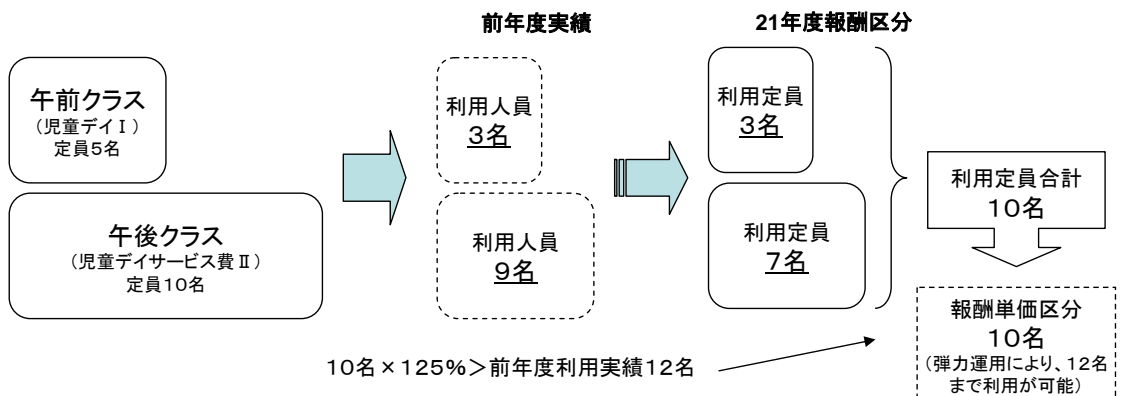 前年度実績
21年度報酬区分
午前クラス
(児童デイⅠ)
定員5名
利用人員
3名
利用定員
3名
午後クラス
(児童デイサービス費Ⅱ)
定員10名
利用人員
9名
利用定員
7名
利用定員合計
10名
10名×125%>前年度利用実績12名
報酬単価区分
10名
(弾力運用により、12名
まで利用が可能)